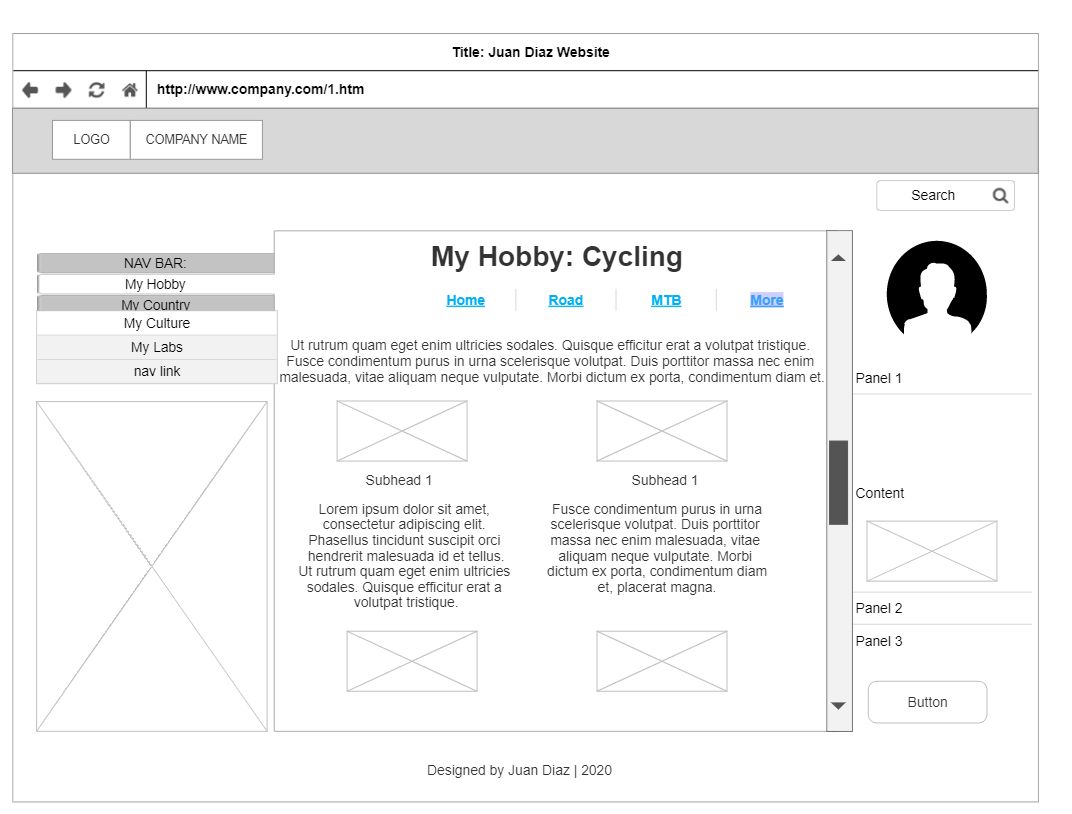 Title: Juan Diaz Website
http://www.company.com/1.htm
LOGO
COMPANY NAME
Search
NAV BAR:
My Hobby
My Country
My Culture
My Labs
nav link
My Hobby: Cycling
Home
Road
MTB
More
Ut rutrum quam eget enim ultricies sodales. Quisque efficitur erat a volutpat tristique.
Fusce condimentum purus in urna scelerisque volutpat. Duis porttitor massa nec enim
malesuada, vitae aliquam neque vulputate. Morbi dictum ex porta, condimentum diam et.
Subhead 1
Lorem ipsum dolor sit amet,
consectetur adipiscing elit.
Phasellus tincidunt suscipit orci
hendrerit malesuada id et tellus.
Ut rutrum quam eget enim ultricies
sodales. Quisque efficitur erat a
volutpat tristique.
Subhead 1
Fusce condimentum purus in urna
scelerisque volutpat. Duis porttitor
massa nec enim malesuada, vitae
aliquam neque vulputate. Morbi
dictum ex porta, condimentum diam
et, placerat magna.
Panel 1
Content
Panel 2
Panel 3
Button
Designed by Juan Diaz | 2020